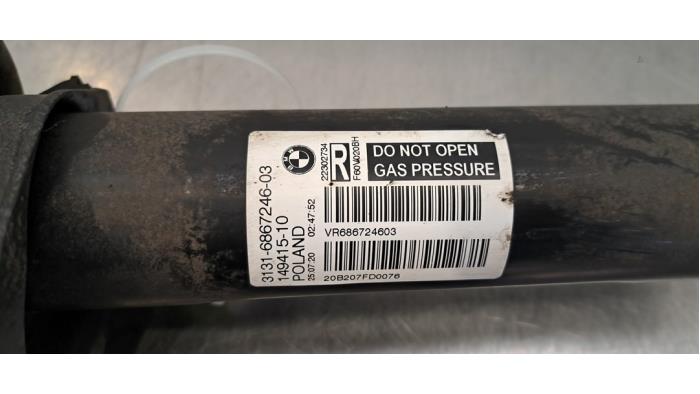 3131-6867246-03
149415-10
POLAND
25 07 20 02:47:52
22302734
R
F60V020BH
DO NOT OPEN
GAS PRESSURE
VR686724603
20B207FD0076